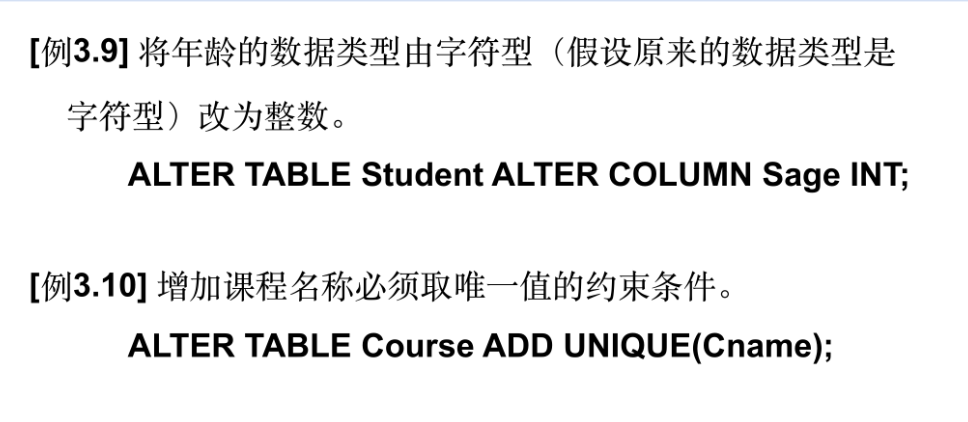 [例3.9] 将年龄的数据类型由字符型（假设原来的数据类型是
字符型）改为整数。
ALTER TABLE Student ALTER COLUMN Sage INT;
[例3.10] 增加课程名称必须取唯一值的约束条件。
ALTER TABLE Course ADD UNIQUE(Cname);